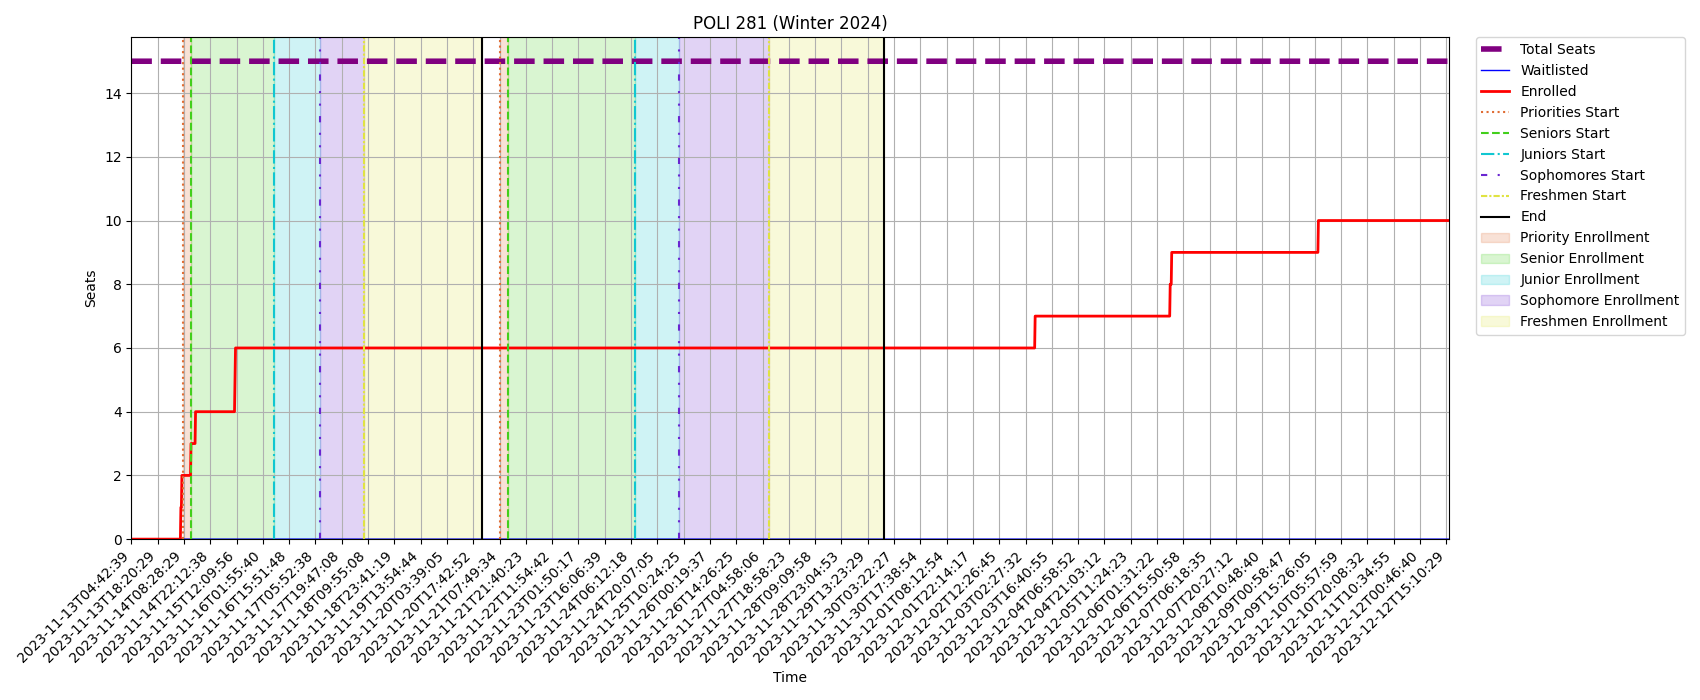 POLI 281 (Winter 2024)
Seats
14
12
10
8
6
4
2
0
2023-11-13T04:42:39
2023-11-13T18:20:29
2023-11-14T08:28:29
2023-11-14T22:12:38
2023-11-15T12:09:56
2023-11-16T01:55:40
2023-11-16T15:51:48
2023-11-17T05:52:38
2023-11-17T19:47:08
2023-11-18T09:55:08
2023-11-18T23:41:19
2023-11-19T13:54:44
2023-11-20T03:39:05
2023-11-20T17:42:52
2023-11-21T07:49:34
2023-11-21T21:40:23
2023-11-22T11:54:42
2023-11-23T01:50:17
2023-11-23T16:06:39
2023-11-24T06:12:18
2023-11-24T20:07:05
2023-11-25T10:24:25
2023-11-26T00:19:37
2023-11-26T14:26:25
2023-11-27T04:58:06
2023-11-27T18:58:23
2023-11-28T09:09:58
2023-11-28T23:04:53
2023-11-29T13:23:29
2023-11-30T03:22:27
2023-11-30T17:38:54
2023-12-01T08:12:54
2023-12-01T22:14:17
2023-12-02T12:26:45
2023-12-03T02:27:32
2023-12-03T16:40:55
2023-12-04T06:58:52
2023-12-04T21:03:12
2023-12-05T11:24:23
2023-12-06T01:31:22
2023-12-06T15:50:58
2023-12-07T06:18:35
2023-12-07T20:27:12
2023-12-08T10:48:40
2023-12-09T00:58:47
2023-12-09T15:26:05
2023-12-10T05:57:59
2023-12-10T20:08:32
2023-12-11T10:34:55
2023-12-12T00:46:40
2023-12-12T15:10:29
Time
Total Seats
Waitlisted
Enrolled
Priorities Start
Seniors Start
Juniors Start
Sophomores Start
Freshmen Start
End
Priority Enrollment
Senior Enrollment
Junior Enrollment
Sophomore Enrollment
Freshmen Enrollment